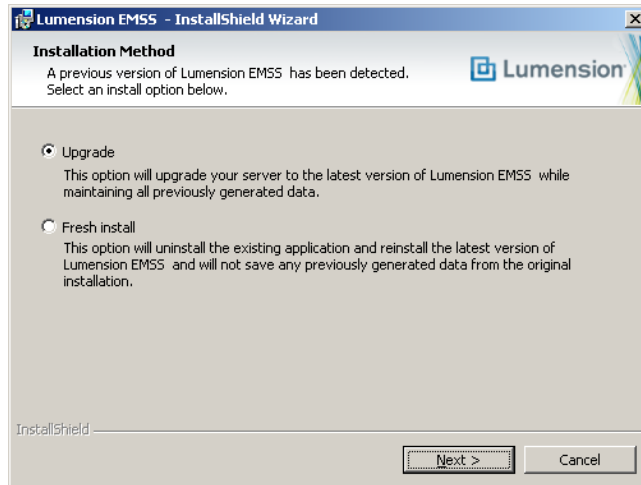 Lumension EMSS - InstallShield Wizard
Installation Method
A previous version of Lumension EMSS has been detected.
Select an install option below.
Lumension
Upgrade
This option will upgrade your server to the latest version of Lumension EMSS while
maintaining all previously generated data.
Fresh install
This option will uninstall the existing application and reinstall the latest version of
Lumension EMSS and will not save any previously generated data from the original
installation.
InstallShield
Next >
Cancel